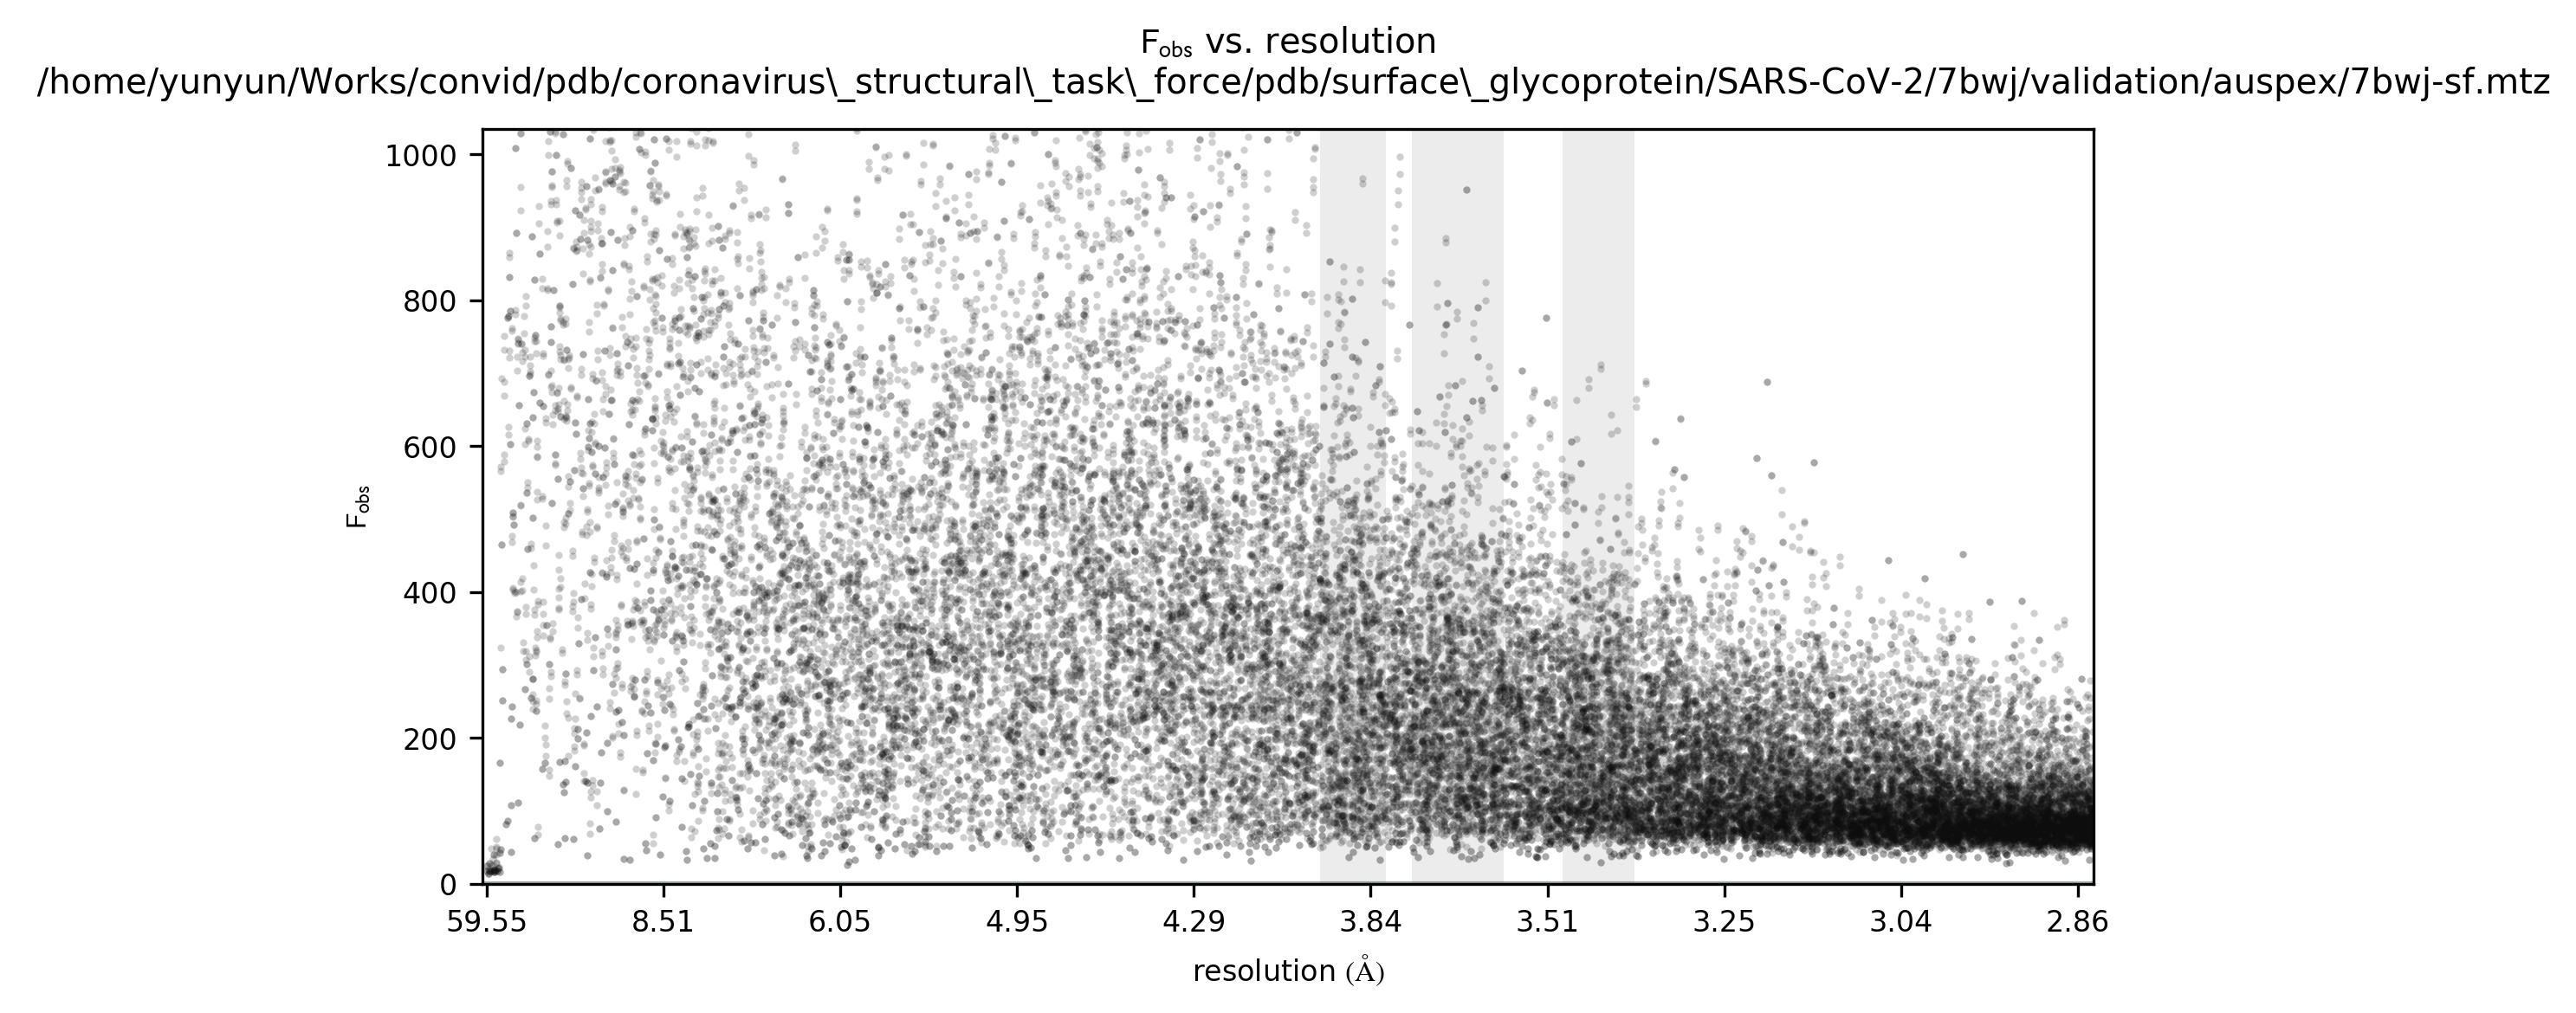 Fobs vs. resolution
/home/yunyun/Works/convid/pdb/coronavirus\_structural\_task\_force/pdb/surface\_glycoprotein/SARS-CoV-2/7bwj/validation/auspex/7bwj-sf.mtz
1000
800
600
400
200
0
Fobs
59.55 8.51 6.05 4.95 4.29 3.84 3.51 3.25 3.04 2.86
resolution (Å)